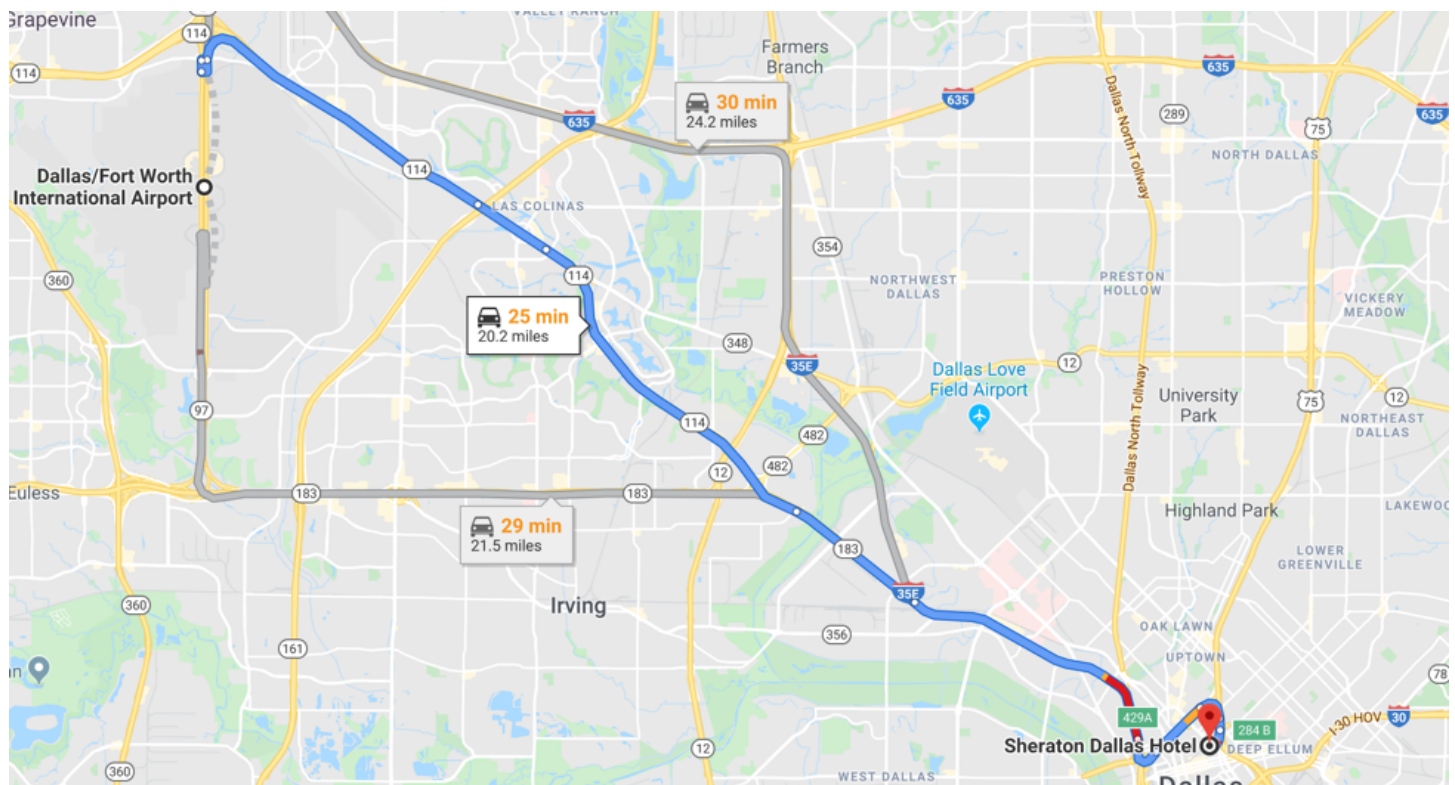 Grapevine
VALLEY RANCH
114
114
Farmers
Branch
635
635
635
635
Dallas North Tollway
289
75
NORTH DALLAS
30 min
24.2 miles
114
Dallas/Fort Worth
International Airport
LAS COLINAS
354
114
360
NORTHWEST
DALLAS
PRESTON
HOLLOW
VICKERY
MEADOW
25 min
20.2 miles
348
35E
12
Dallas Love
Field Airport
University
Park
75
12
NORTHEAST
DALLAS
97
114
482
Dallas North Tollway
12
482
Euless
183
183
Highland Park
LAKEWOO
29 min
21.5 miles
183
LOWER
GREENVILLE
35E
360
Irving
356
OAK LAWN
161
UPTOWN
an
78
429A
284 B
I-30 HOV
30
Sheraton Dallas Hotel
DEEP ELLUM
12
360
WEST DALLAS
Dallas